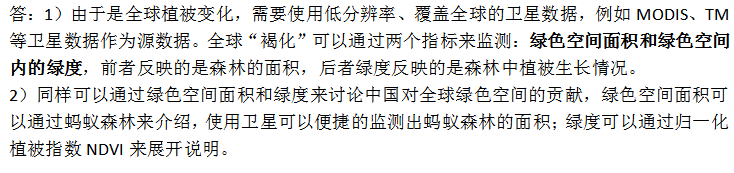 答：1）由于是全球植被变化，需要使用低分辨率、覆盖全球的卫星数据，例如 MODIS、TM
等卫星数据作为源数据。全球“褐化”可以通过两个指标来监测：绿色空间面积和绿色空间
内的绿度，前者反映的是森林的面积，后者绿度反映的是森林中植被生长情况。
2）同样可以通过绿色空间面积和绿度来讨论中国对全球绿色空间的贡献，绿色空间面积可
以通过蚂蚁森林来介绍，使用卫星可以便捷的监测出蚂蚁森林的面积；绿度可以通过归一化
植被指数 NDVI 来展开说明。